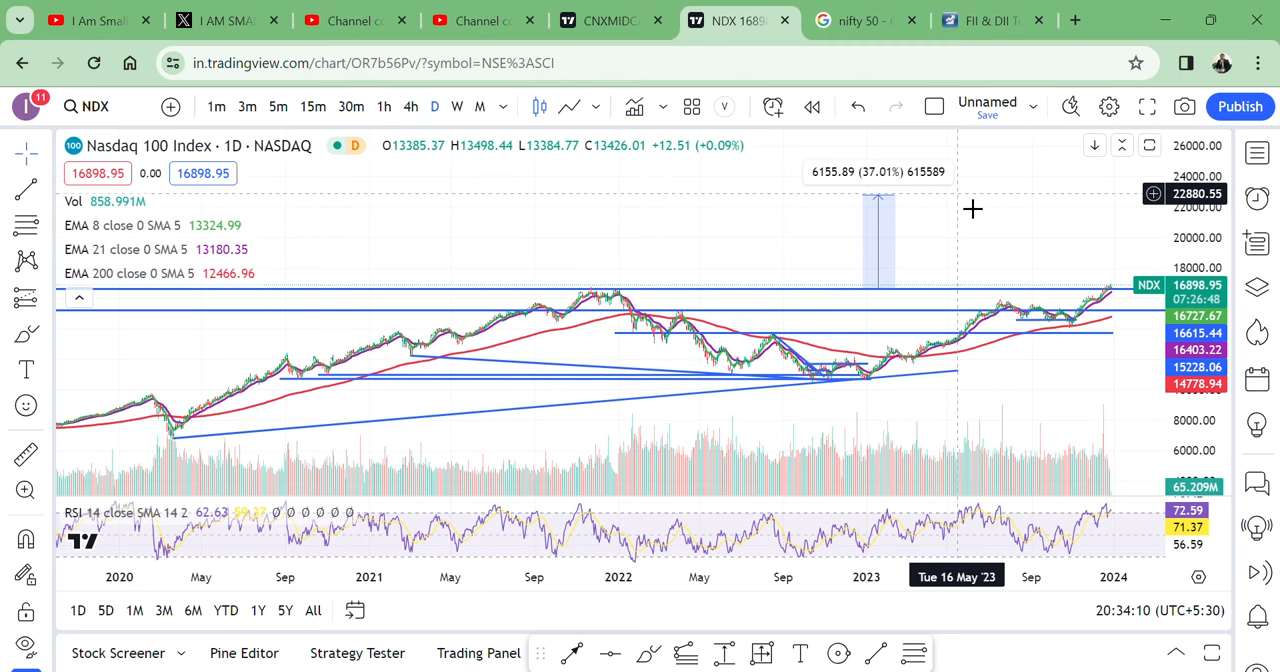 I Am Small
I AM SMA
Channel co
Channel co
CNXMIDCA
NDX 1689
nifty 50 - G
FII & DII T
in.tradingview.com/chart/OR7b56Pv/?symbol=NSE%3ASCI
I 11 NDX 1m 3m 5m 15m 30m 1h 4h D W M V Unnamed Save Publish
100 Nasdaq 100 Index · 1D · NASDAQ D O13385.37 H13498.44 L13384.77 C13426.01 +12.51 (+0.09%)
16898.95 0.00 16898.95
Vol 858.991M
EMA 8 close 0 SMA 5 13324.99
EMA 21 close 0 SMA 5 13180.35
EMA 200 close 0 SMA 5 12466.96
6155.89 (37.01%) 615589
26000.00
24000.00
22880.55
22000.00
20000.00
18000.00
NDX 16898.95
07:26:48
16727.67
16615.44
16403.22
15228.06
14778.94
8000.00
6000.00
65.209M
RSI 14 close SMA 14 2 62.63 59.37 Ø Ø Ø Ø Ø Ø
72.59
71.37
56.59
2020 May Sep 2021 May Sep 2022 May Sep 2023 Tue 16 May '23 Sep 2024
1D 5D 1M 3M 6M YTD 1Y 5Y All 20:34:10 (UTC+5:30)
Stock Screener Pine Editor Strategy Tester Trading Panel